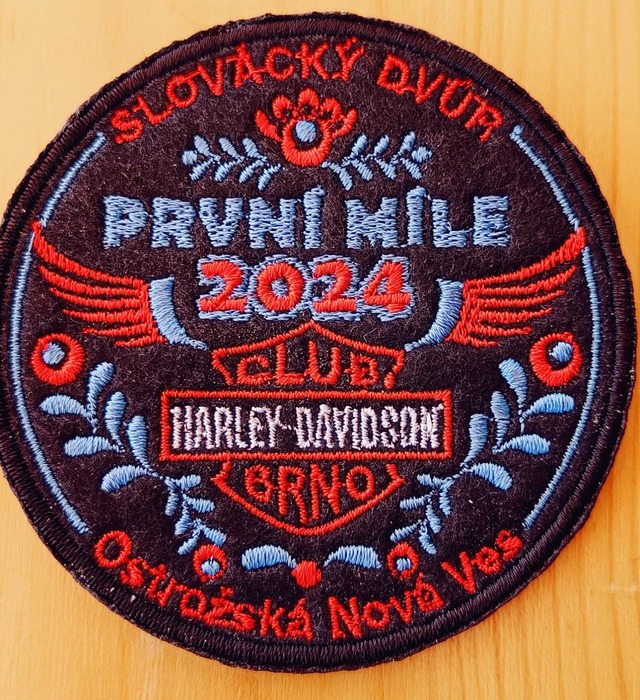 SLOVÁCKÝ DVŮR
PRVNÍ MÍLE
2024
CLUB
HARLEY-DAVIDSON
BRNO
Ostrožská Nová Ves